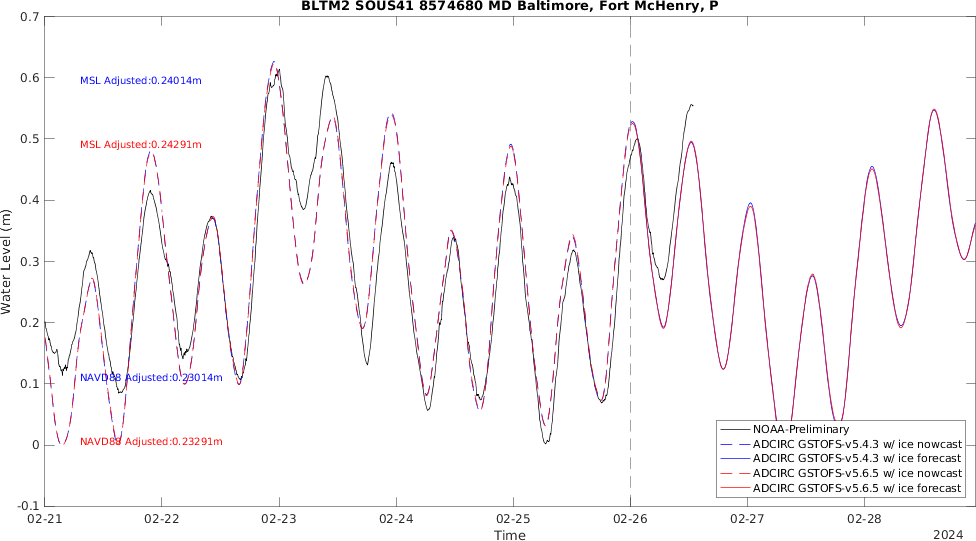 BLTM2 SOUS41 8574680 MD Baltimore, Fort McHenry, P
0.7
0.6
0.5
0.4
0.3
0.2
0.1
0
-0.1
Water Level (m)
MSL Adjusted:0.24014m
MSL Adjusted:0.24291m
NAVD88 Adjusted:0.23014m
NAVD88 Adjusted:0.23291m
NOAA-Preliminary
ADCIRC GSTOFS-v5.4.3 w/ ice nowcast
ADCIRC GSTOFS-v5.4.3 w/ ice forecast
ADCIRC GSTOFS-v5.6.5 w/ ice nowcast
ADCIRC GSTOFS-v5.6.5 w/ ice forecast
02-21 02-22 02-23 02-24 02-25 02-26 02-27 02-28
Time
2024